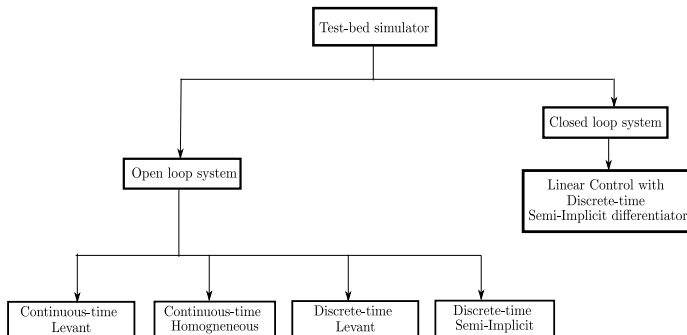 Test-bed simulator
Closed loop system
Open loop system
Linear Control with
Discrete-time
Semi-Implicit differentiator
Continuous-time
Levant
Continuous-time
Homogneneous
Discrete-time
Levant
Discrete-time
Semi-Implicit